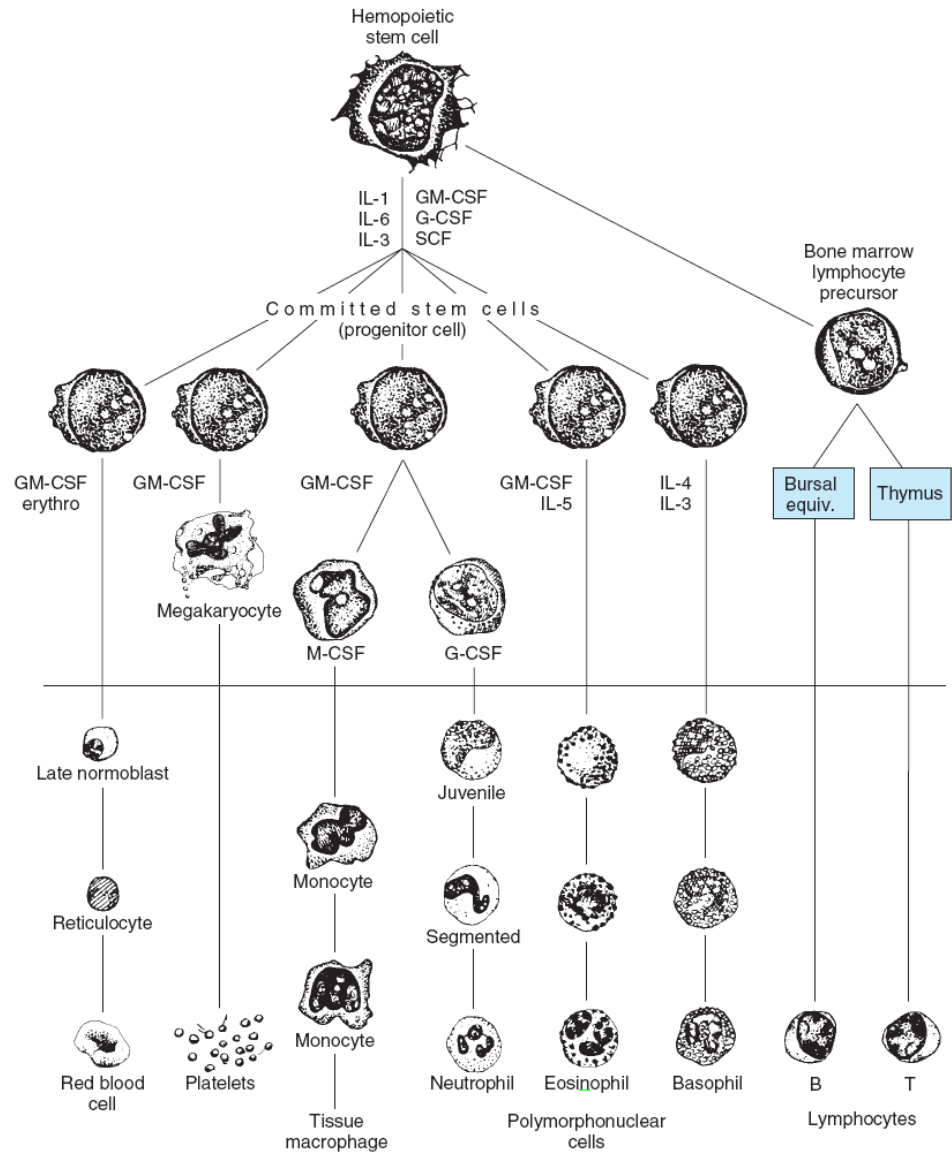 Hemopoietic
stem cell
IL-1 GM-CSF
IL-6 G-CSF
IL-3 SCF
Bone marrow
lymphocyte
precursor
Committed stem cells
(progenitor cell)
GM-CSF
erythro
GM-CSF
GM-CSF
GM-CSF
IL-5
IL-4
IL-3
Bursal
equiv.
Thymus
Megakaryocyte
M-CSF
G-CSF
Late normoblast
Juvenile
Monocyte
Reticulocyte
Segmented
Monocyte
Red blood
cell
Platelets
Neutrophil
Eosinophil
Basophil
B
T
Tissue
macrophage
Polymorphonuclear
cells
Lymphocytes